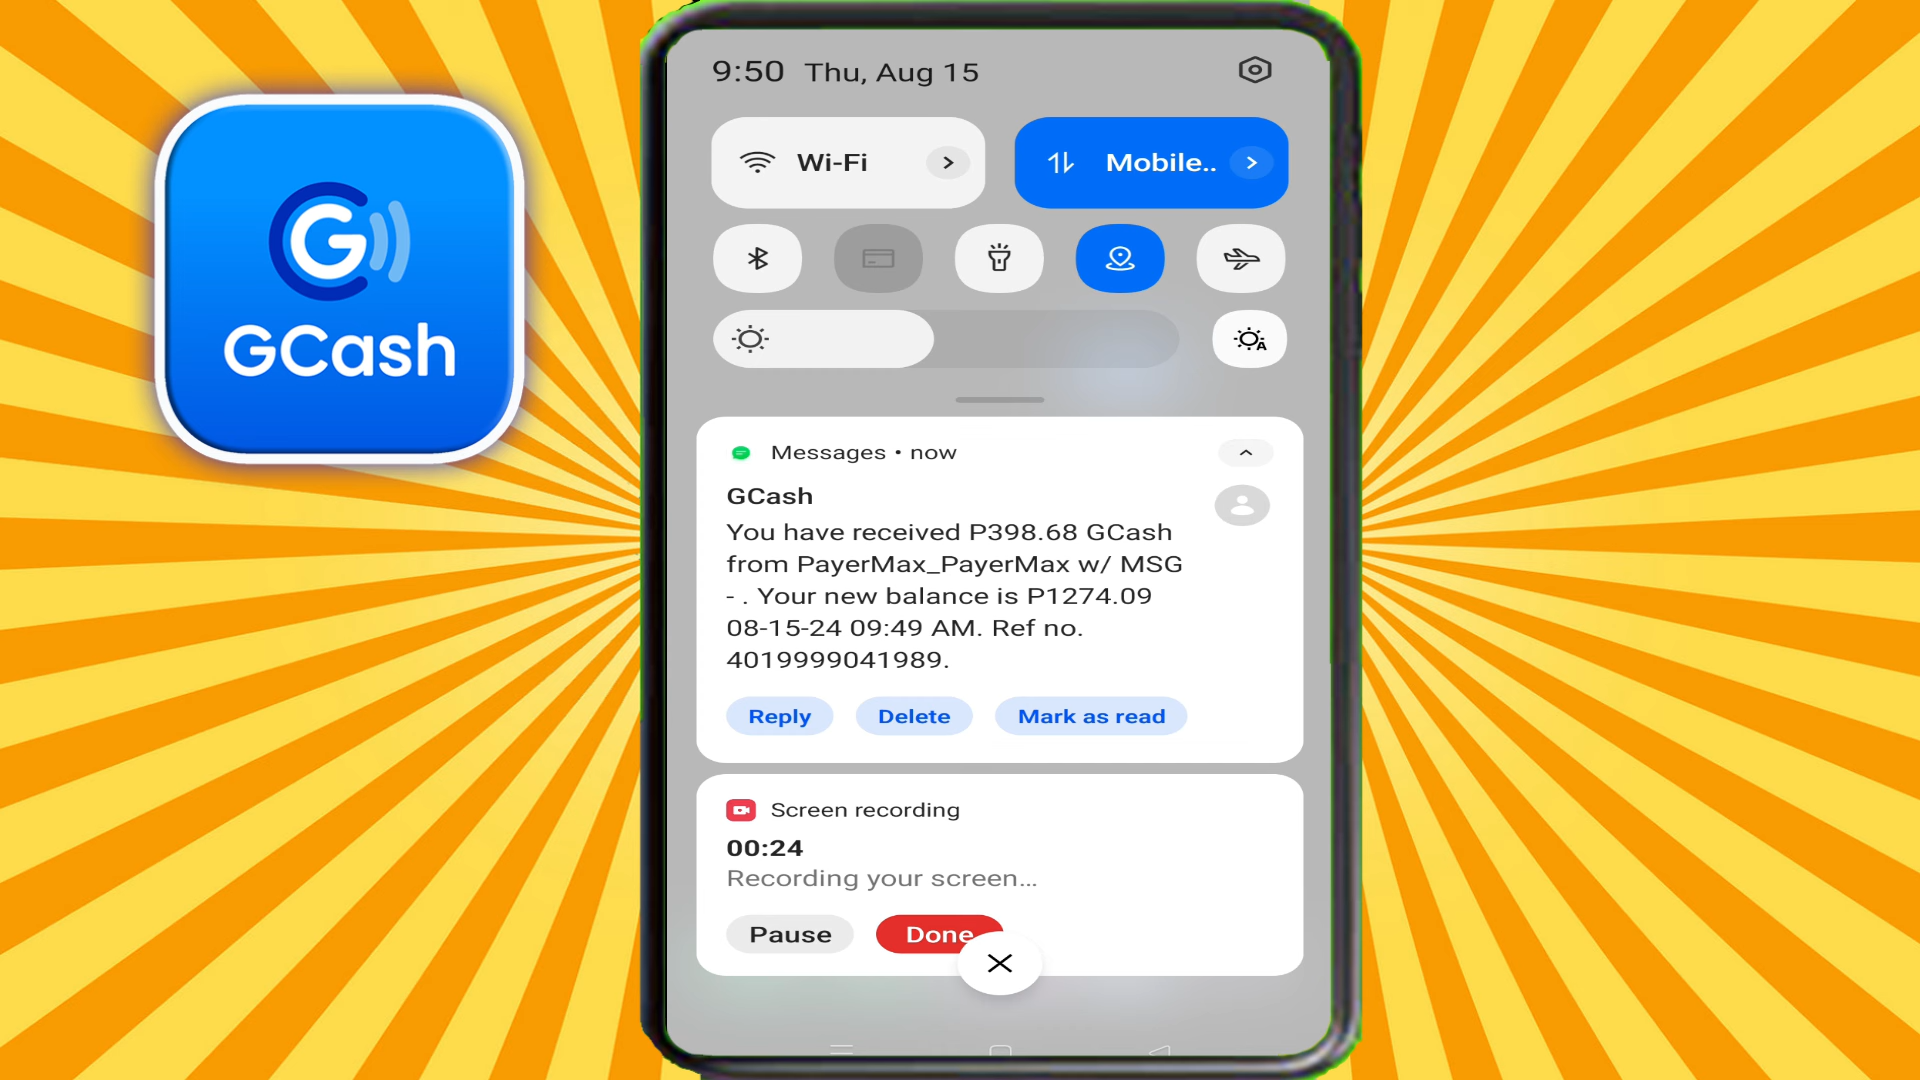 GCash
9:50 Thu, Aug 15
Wi-Fi
Mobile..
Messages • now
GCash
You have received P398.68 GCash
from PayerMax_PayerMax w/ MSG
- . Your new balance is P1274.09
08-15-24 09:49 AM. Ref no.
4019999041989.
Reply Delete Mark as read
Screen recording
00:24
Recording your screen...
Pause Done